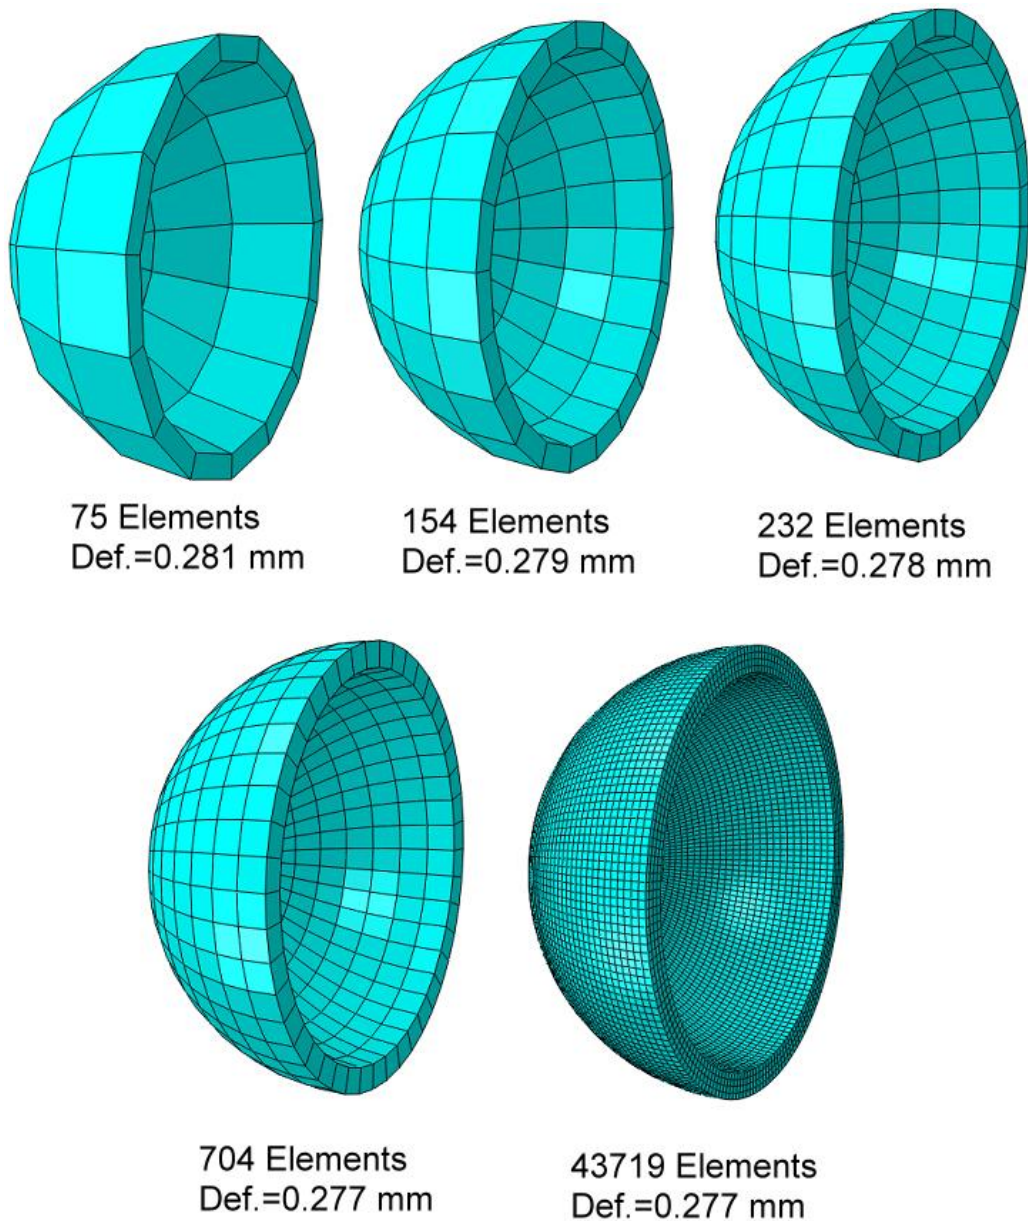 75 Elements
Def.=0.281 mm
154 Elements
Def.=0.279 mm
232 Elements
Def.=0.278 mm
704 Elements
Def.=0.277 mm
43719 Elements
Def.=0.277 mm